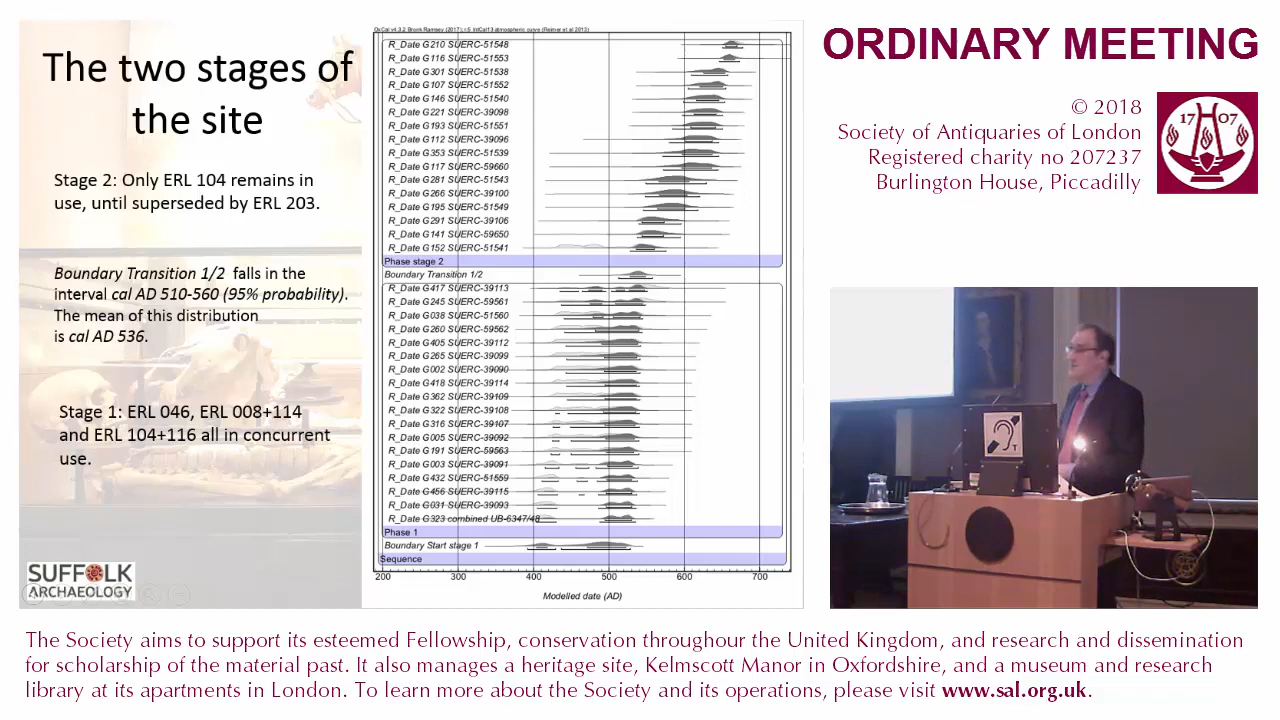 The two stages of
the site
Stage 2: Only ERL 104 remains in
use, until superseded by ERL 203.
Boundary Transition 1/2 falls in the
interval cal AD 510-560 (95% probability).
The mean of this distribution
is cal AD 536.
Stage 1: ERL 046, ERL 008+114
and ERL 104+116 all in concurrent
use.
SUFFOLK
ARCHAEOLOGY
OxCal v4.3.2 Bronk Ramsey (2017); r:5 IntCal13 atmospheric curve (Reimer et al 2013)
R_Date G210 SUERC-51548
R_Date G116 SUERC-51553
R_Date G301 SUERC-51538
R_Date G107 SUERC-51552
R_Date G146 SUERC-51540
R_Date G221 SUERC-39098
R_Date G193 SUERC-51551
R_Date G112 SUERC-39096
R_Date G353 SUERC-51539
R_Date G117 SUERC-59660
R_Date G281 SUERC-51543
R_Date G266 SUERC-39100
R_Date G195 SUERC-51549
R_Date G291 SUERC-39106
R_Date G141 SUERC-59650
R_Date G152 SUERC-51541
Phase stage 2
Boundary Transition 1/2
R_Date G417 SUERC-39113
R_Date G245 SUERC-59561
R_Date G038 SUERC-51560
R_Date G260 SUERC-59562
R_Date G405 SUERC-39112
R_Date G265 SUERC-39099
R_Date G002 SUERC-39090
R_Date G418 SUERC-39114
R_Date G362 SUERC-39109
R_Date G322 SUERC-39108
R_Date G316 SUERC-39107
R_Date G005 SUERC-39092
R_Date G191 SUERC-59563
R_Date G003 SUERC-39091
R_Date G432 SUERC-51559
R_Date G456 SUERC-39115
R_Date G031 SUERC-39093
R_Date G323 combined UB-6347/48
Phase 1
Boundary Start stage 1
Sequence
200 300 400 500 600 700
Modelled date (AD)
ORDINARY MEETING
© 2018
Society of Antiquaries of London
Registered charity no 207237
Burlington House, Piccadilly
17 07
T
The Society aims to support its esteemed Fellowship, conservation throughour the United Kingdom, and research and dissemination
for scholarship of the material past. It also manages a heritage site, Kelmscott Manor in Oxfordshire, and a museum and research
library at its apartments in London. To learn more about the Society and its operations, please visit www.sal.org.uk.